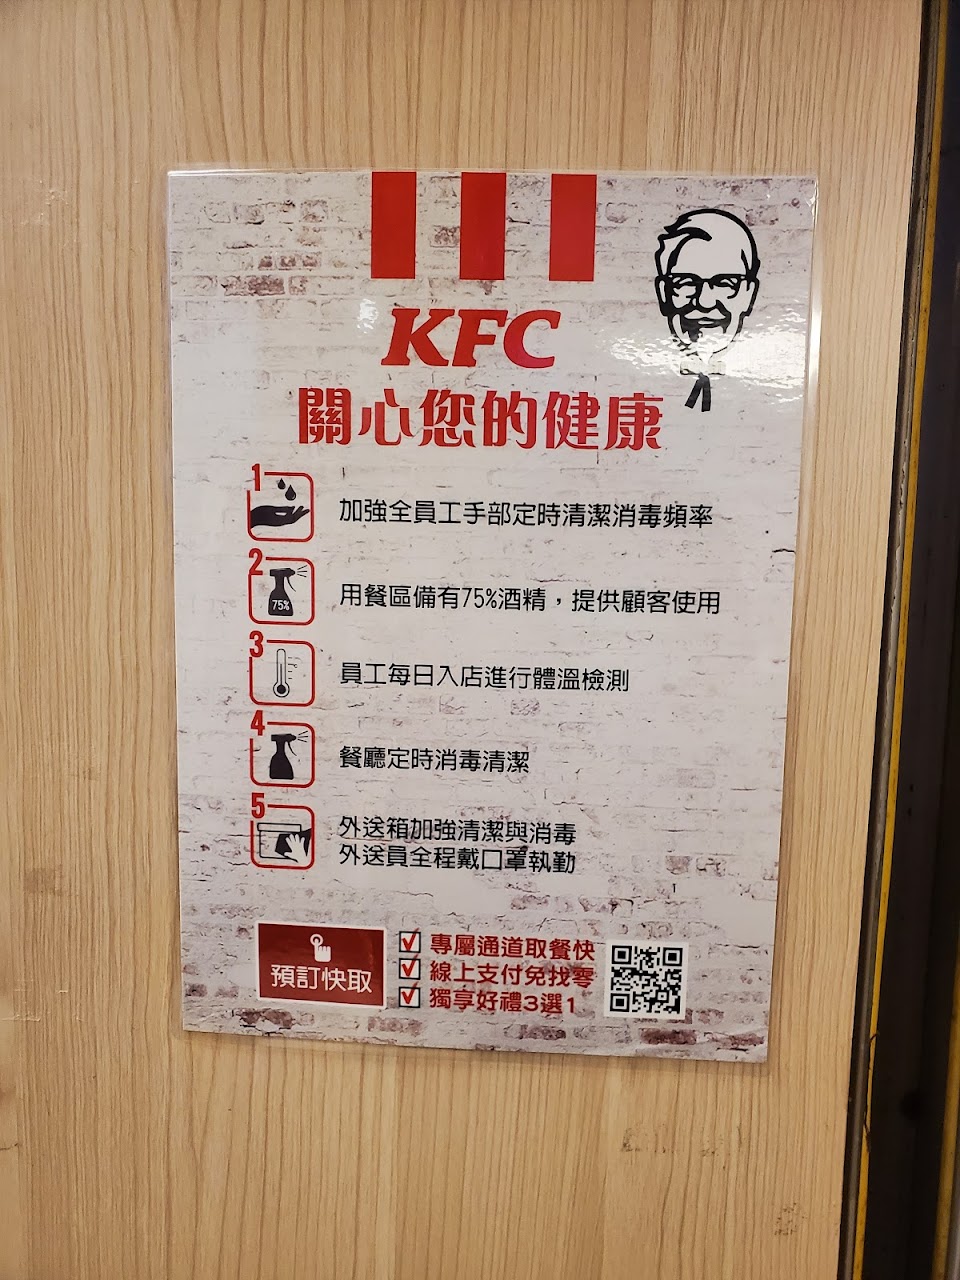 KFC
關心您的健康
1
加強全員工手部定時清潔消毒頻率
2
75%
用餐區備有75%酒精，提供顧客使用
3
員工每日入店進行體溫檢測
4
餐廳定時消毒清潔
5
外送箱加強清潔與消毒
外送員全程戴口罩執勤
預訂快取
專屬通道取餐快
線上支付免找零
獨享好禮3選1